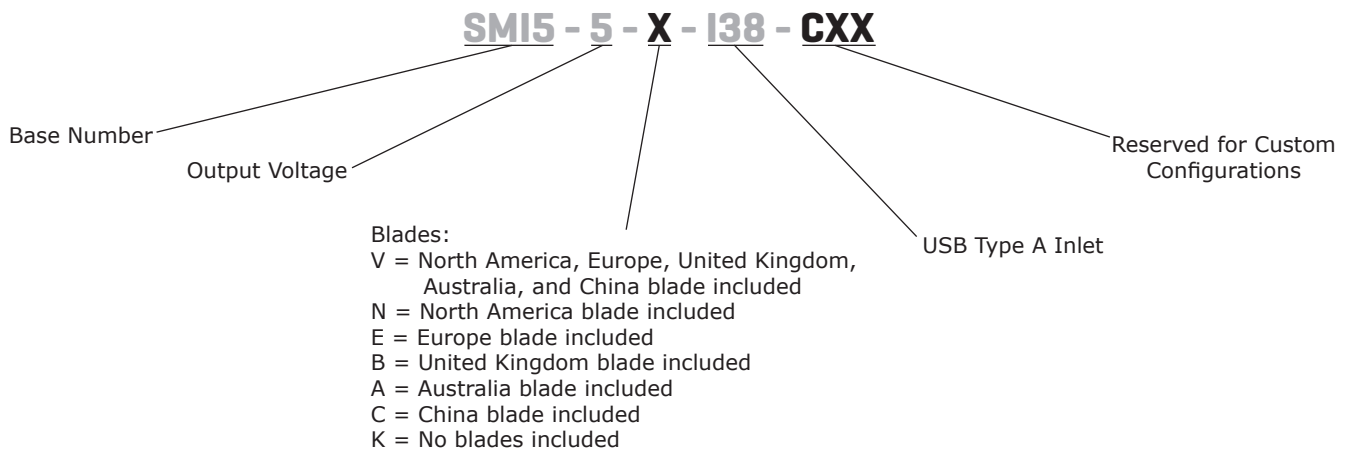 SMI5 - 5 - X - I38 - CXX
Base Number
Output Voltage
Reserved for Custom
Configurations
USB Type A Inlet
Blades:
V = North America, Europe, United Kingdom,
Australia, and China blade included
N = North America blade included
E = Europe blade included
B = United Kingdom blade included
A = Australia blade included
C = China blade included
K = No blades included